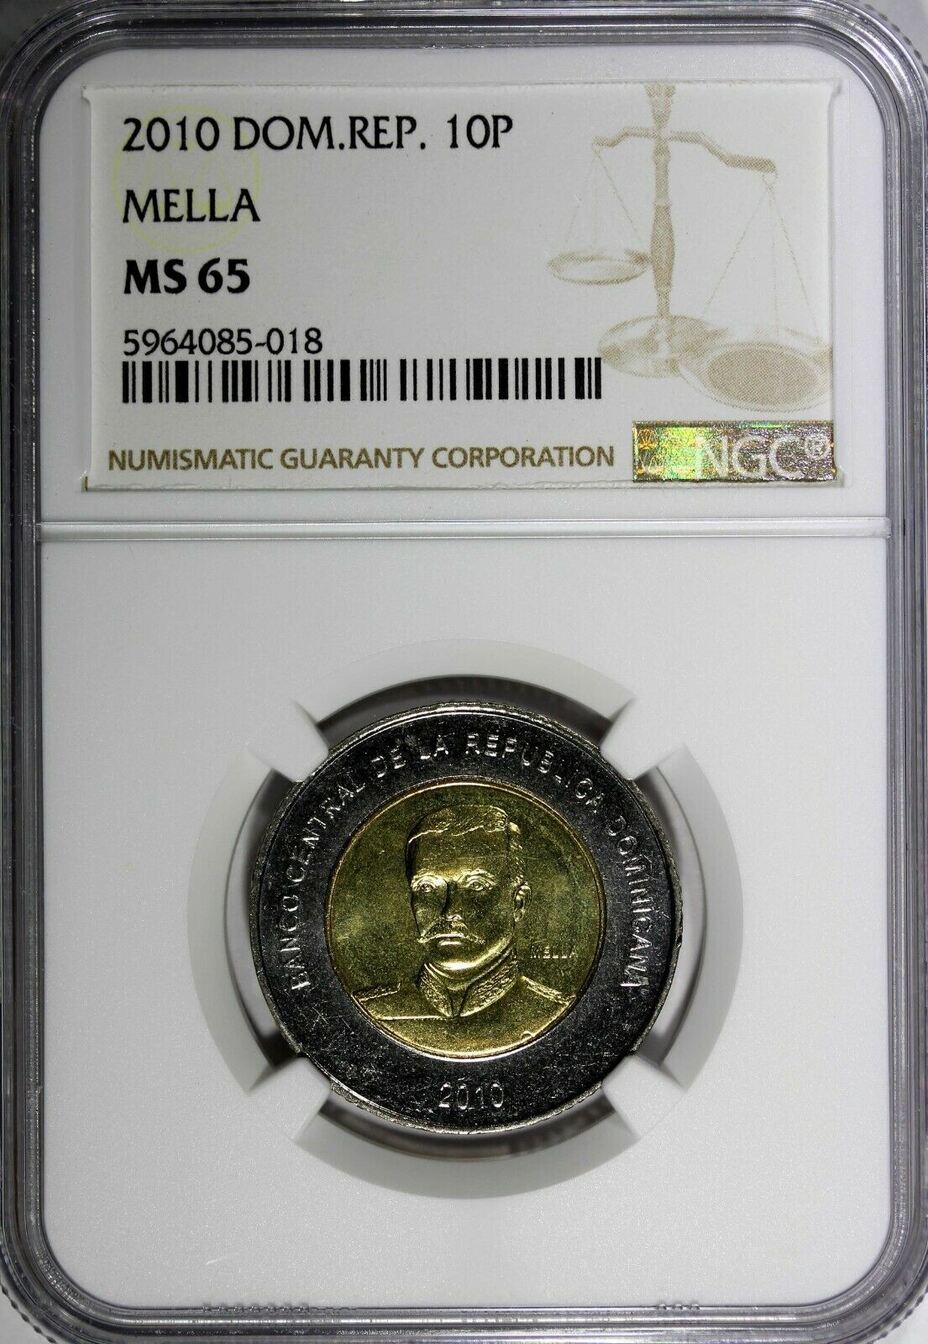 2010 DOM.REP. 10P
MELLA
MS 65
5964085-018
NUMISMATIC GUARANTY CORPORATION
NGC®
BANCO CENTRAL DE LA REPUBLICA DOMINICANA
MELLA
2010